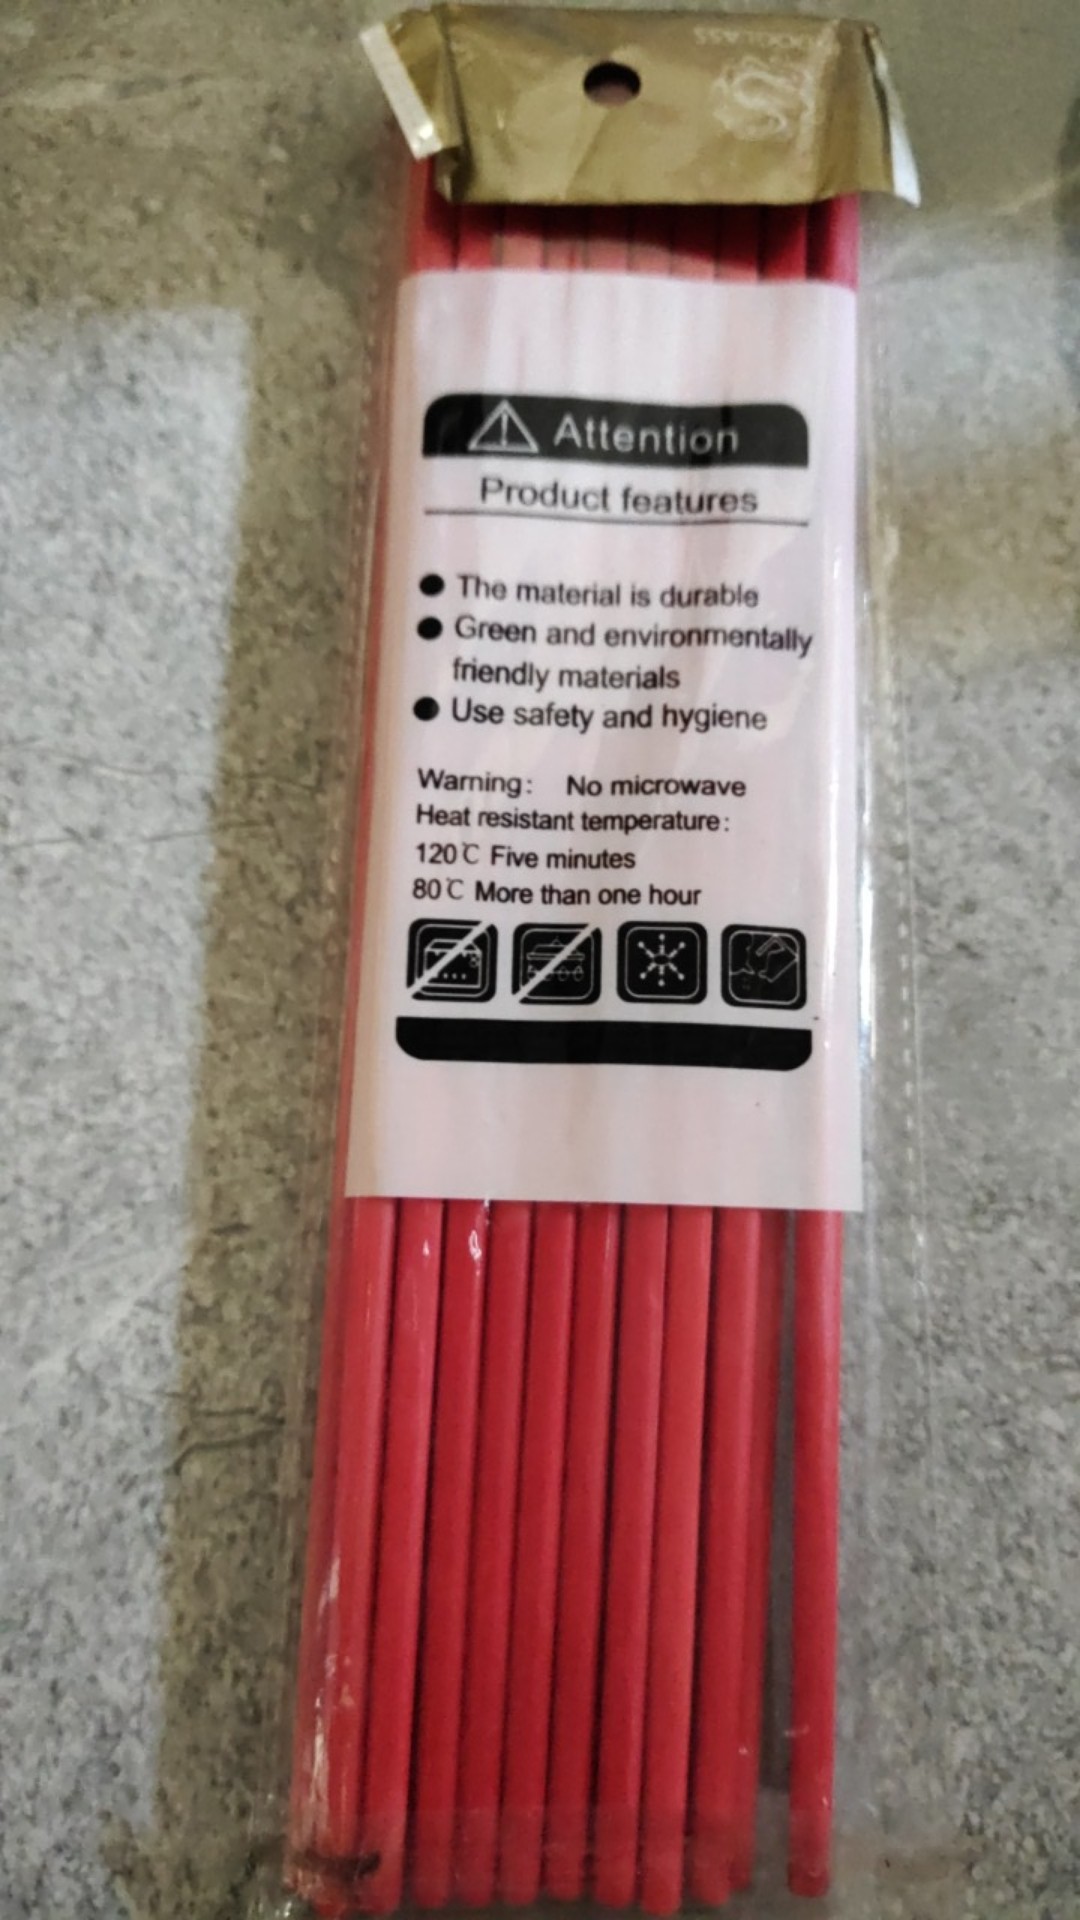 Attention
Product features
● The material is durable
● Green and environmentally
friendly materials
● Use safety and hygiene
Warning: No microwave
Heat resistant temperature:
120℃ Five minutes
80℃ More than one hour